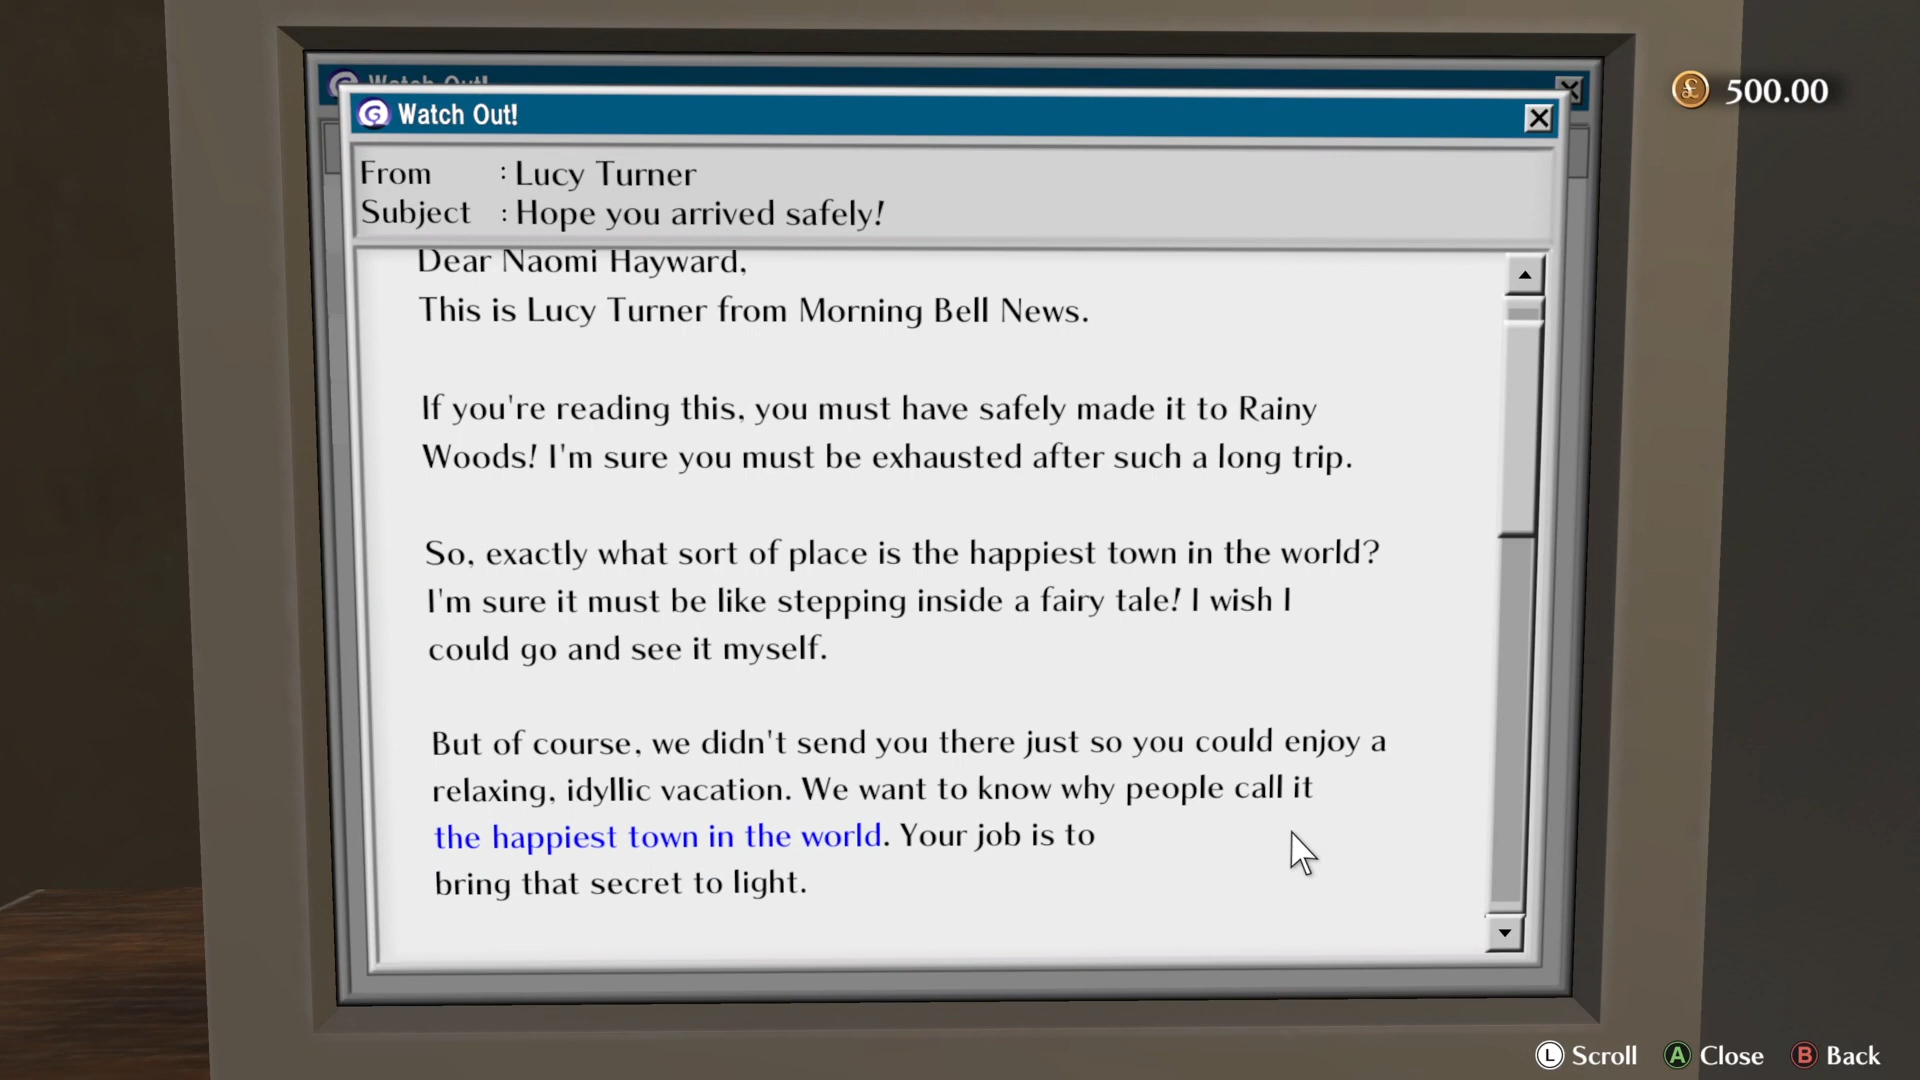 Watch Out!
500.00
Watch Out!
From : Lucy Turner
Subject : Hope you arrived safely!
Dear Naomi Hayward,
This is Lucy Turner from Morning Bell News.
If you're reading this, you must have safely made it to Rainy
Woods! I'm sure you must be exhausted after such a long trip.
So, exactly what sort of place is the happiest town in the world?
I'm sure it must be like stepping inside a fairy tale! I wish I
could go and see it myself.
But of course, we didn't send you there just so you could enjoy a
relaxing, idyllic vacation. We want to know why people call it
the happiest town in the world. Your job is to
bring that secret to light.
L Scroll A Close B Back